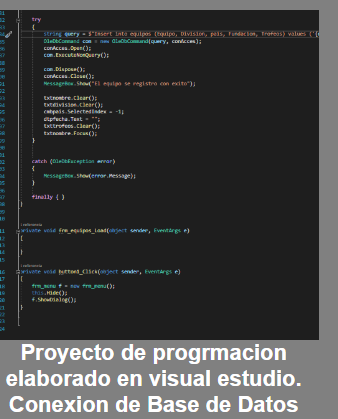 try
{
string query = $"Insert into equipos (Equipo, Division, pais, Fundacion, Trofeos) values ('{
OleDbCommand com = new OleDbCommand(query, conAcces);
conAcces.Open();
com.ExecuteNonQuery();
com.Dispose();
conAcces.Close();
MessageBox.Show("El equipo se registro con exito");
txtnombre.Clear();
txtdivision.Clear();
cmbpais.SelectedIndex = -1;
dtpfecha.Text = "";
txttrofeos.Clear();
txtnombre.Focus();
}
catch (OleDbException error)
{
MessageBox.Show(error.Message);
}
finally { }
}
private void frm_equipos_Load(object sender, EventArgs e)
{
}
private void button1_Click(object sender, EventArgs e)
{
frm_menu f = new frm_menu();
this.Hide();
f.ShowDialog();
}
Proyecto de progrmacion
elaborado en visual estudio.
Conexion de Base de Datos